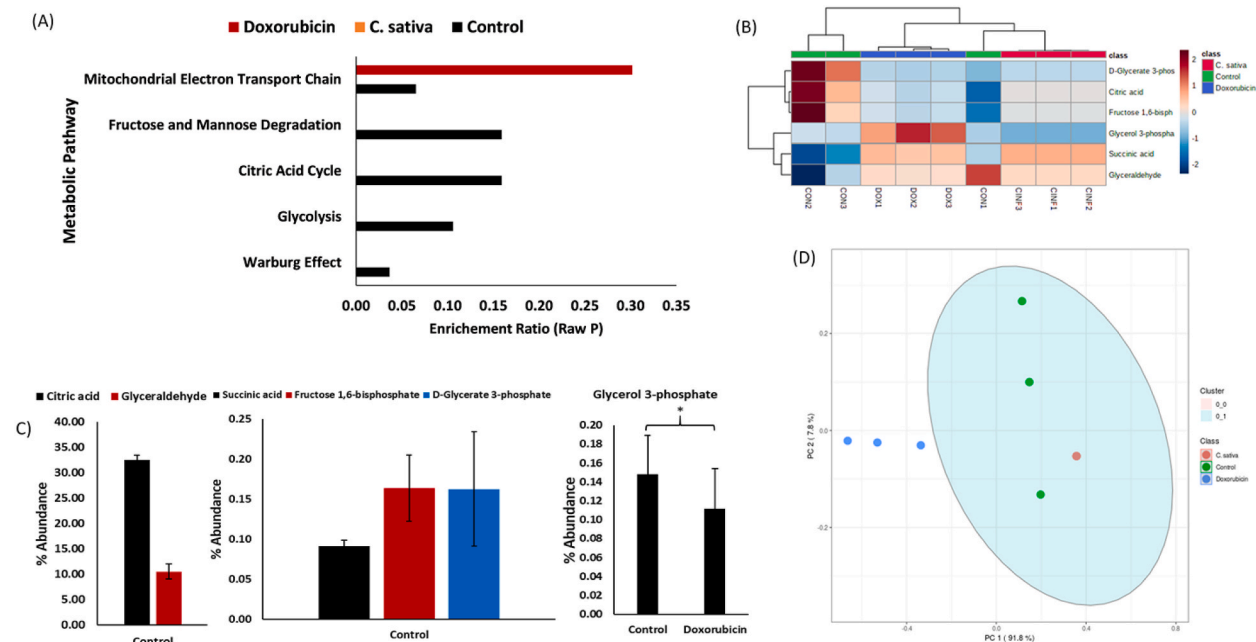 (A)
Doxorubicin C. sativa Control
Metabolic Pathway
Mitochondrial Electron Transport Chain
Fructose and Mannose Degradation
Citric Acid Cycle
Glycolysis
Warburg Effect
0.00 0.05 0.10 0.15 0.20 0.25 0.30 0.35
Enrichement Ratio (Raw P)
(B)
class
D-Glycerate 3-phos
Citric acid
Fructose 1,6-bisph
Glycerol 3-phospha
Succinic acid
Glyceraldehyde
CON2 CON3 DOX1 DOX2 DOX3 CON1 CINF3 CINF1 CINF2
2
1
0
-1
-2
class
C. sativa
Control
Doxorubicin
C)
Citric acid Glyceraldehyde
% Abundance
40.00
35.00
30.00
25.00
20.00
15.00
10.00
5.00
0.00
Control
Succinic acid Fructose 1,6-bisphosphate D-Glycerate 3-phosphate
% Abundance
0.25
0.20
0.15
0.10
0.05
0.00
Control
Glycerol 3-phosphate
*
% Abundance
0.20
0.18
0.16
0.14
0.12
0.10
0.08
0.06
0.04
0.02
0.00
Control Doxorubicin
(D)
PC 2 ( 7.8 %)
0.2
0.0
-0.2
-0.4 0.0 0.4 0.8
PC 1 ( 91.8 %)
Cluster
0_0
0_1
Class
C.sativa
Control
Doxorubicin